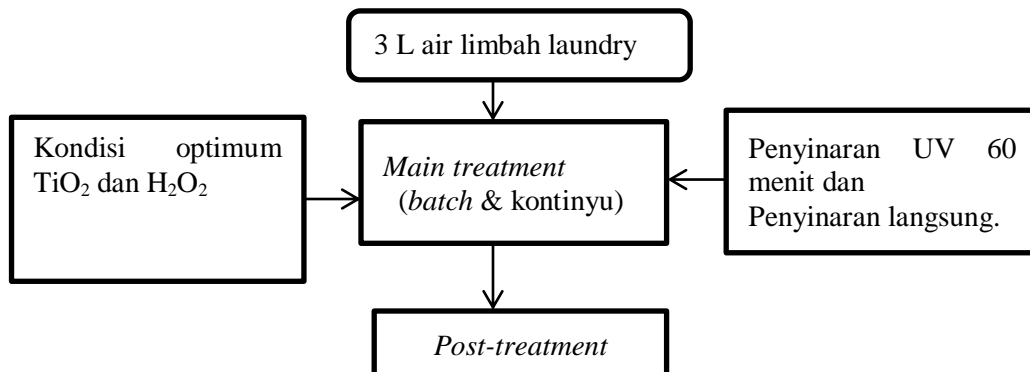 3 L air limbah laundry
Kondisi optimum
TiO₂ dan H₂O₂
Main treatment
(batch & kontinyu)
Penyinaran UV 60
menit dan
Penyinaran langsung.
Post-treatment